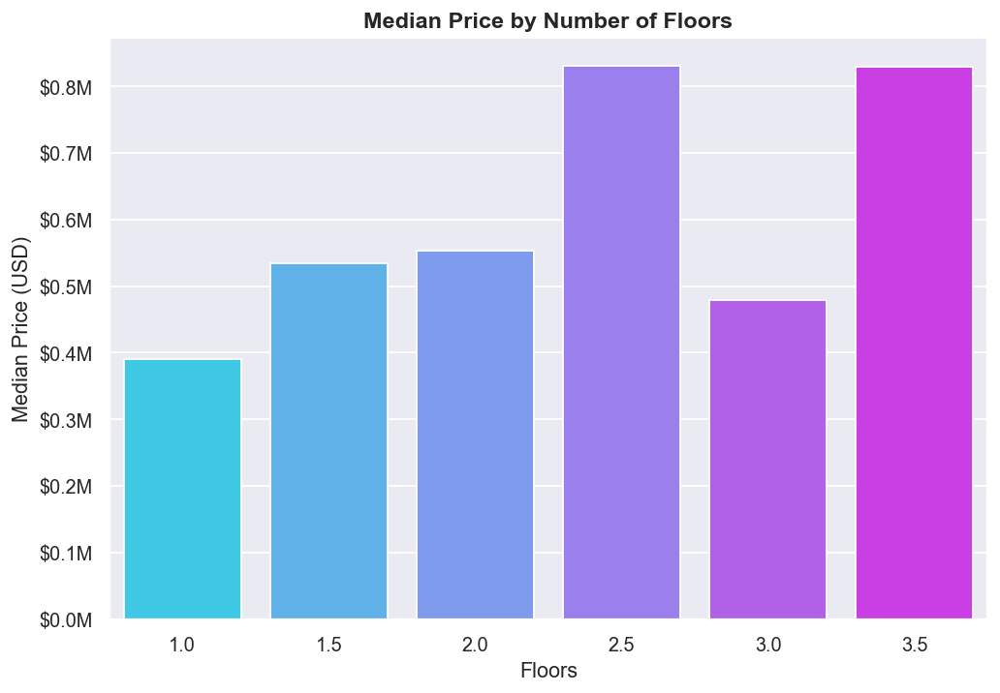 Median Price by Number of Floors
$0.8M
$0.7M
$0.6M
$0.5M
$0.4M
$0.3M
$0.2M
$0.1M
$0.0M
Median Price (USD)
1.0 1.5 2.0 2.5 3.0 3.5
Floors